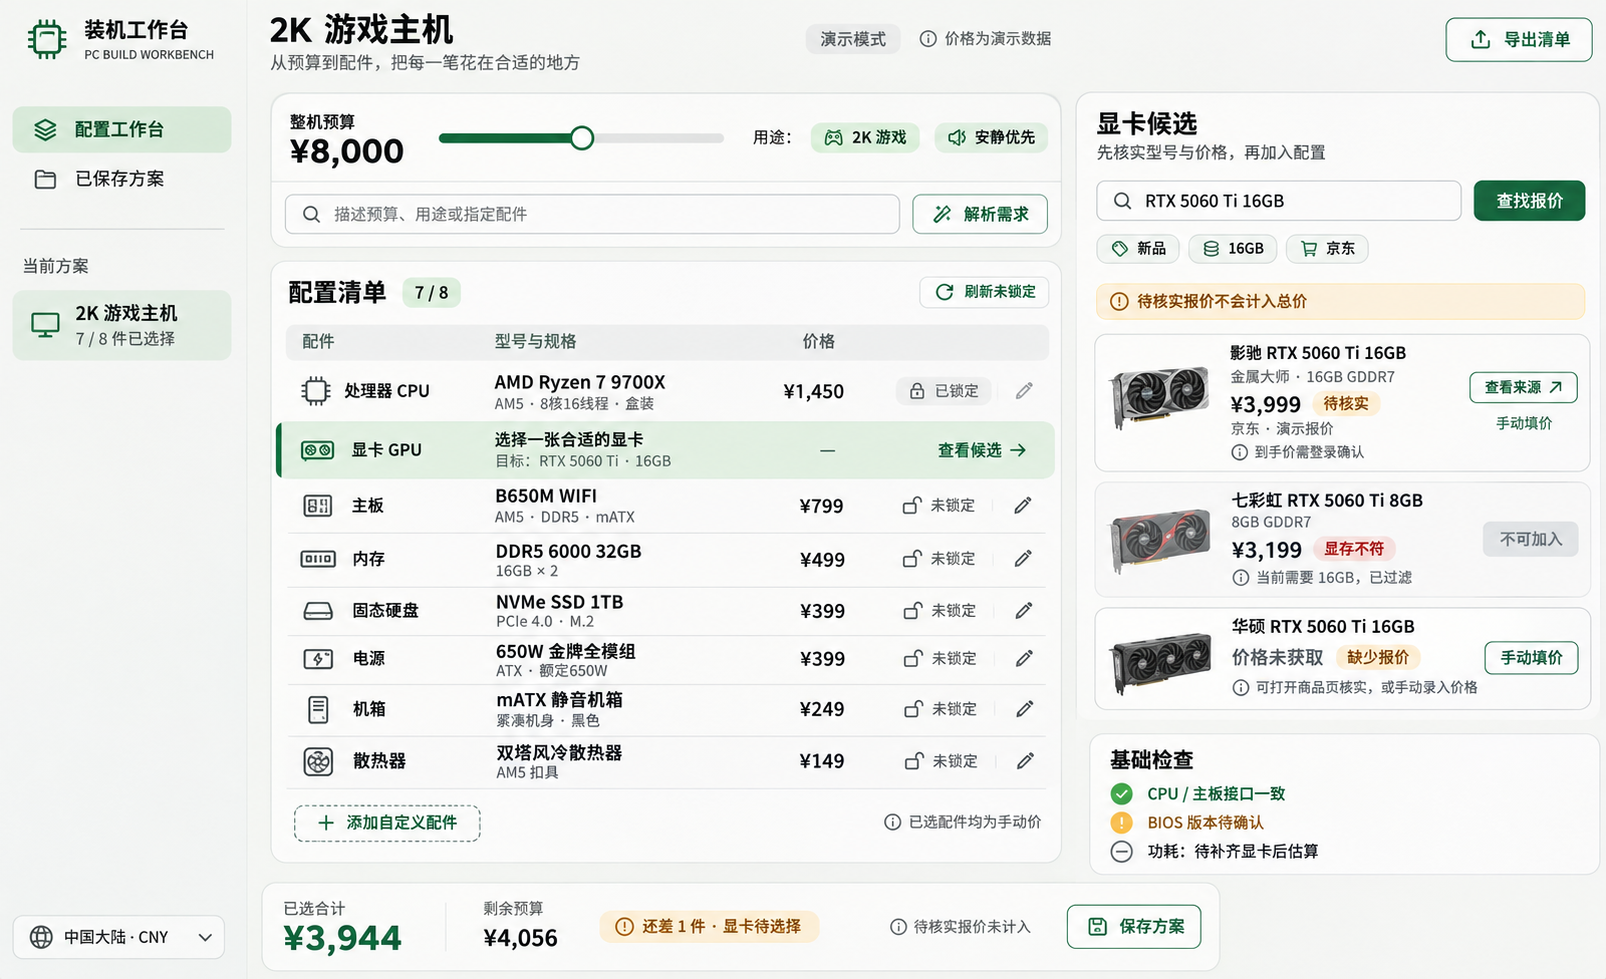 装机工作台
PC BUILD WORKBENCH
配置工作台
已保存方案
当前方案
2K 游戏主机
7 / 8 件已选择
中国大陆 · CNY
2K 游戏主机
从预算到配件，把每一笔花在合适的地方
演示模式
价格为演示数据
导出清单
整机预算
¥8,000
用途：
2K 游戏
安静优先
描述预算、用途或指定配件
解析需求
配置清单
7 / 8
刷新未锁定
配件 型号与规格 价格
处理器 CPU
AMD Ryzen 7 9700X
AM5 · 8核16线程 · 盒装
¥1,450
已锁定
显卡 GPU
选择一张合适的显卡
目标：RTX 5060 Ti · 16GB
—
查看候选 →
主板
B650M WIFI
AM5 · DDR5 · mATX
¥799
未锁定
内存
DDR5 6000 32GB
16GB × 2
¥499
未锁定
固态硬盘
NVMe SSD 1TB
PCIe 4.0 · M.2
¥399
未锁定
电源
650W 金牌全模组
ATX · 额定650W
¥399
未锁定
机箱
mATX 静音机箱
机身 · 黑色
¥249
未锁定
散热器
双塔风冷散热器
AM5 扣具
¥149
未锁定
添加自定义配件
已选配件均为手动价
已选合计
¥3,944
剩余预算
¥4,056
还差 1 件 · 显卡待选择
待核实报价未计入
保存方案
显卡候选
先核实型号与价格，再加入配置
RTX 5060 Ti 16GB
查找报价
新品
16GB
京东
待核实报价不会计入总价
影驰 RTX 5060 Ti 16GB
金属大师 · 16GB GDDR7
¥3,999
待核实
京东 · 演示报价
到手价需登录确认
查看来源 ↗
手动填价
七彩虹 RTX 5060 Ti 8GB
8GB GDDR7
¥3,199
显存不符
当前需要 16GB，已过滤
不可加入
华硕 RTX 5060 Ti 16GB
价格未获取
缺少报价
可打开商品页核实，或手动录入价格
手动填价
基础检查
CPU / 主板接口一致
BIOS 版本待确认
功耗：待补齐显卡后估算